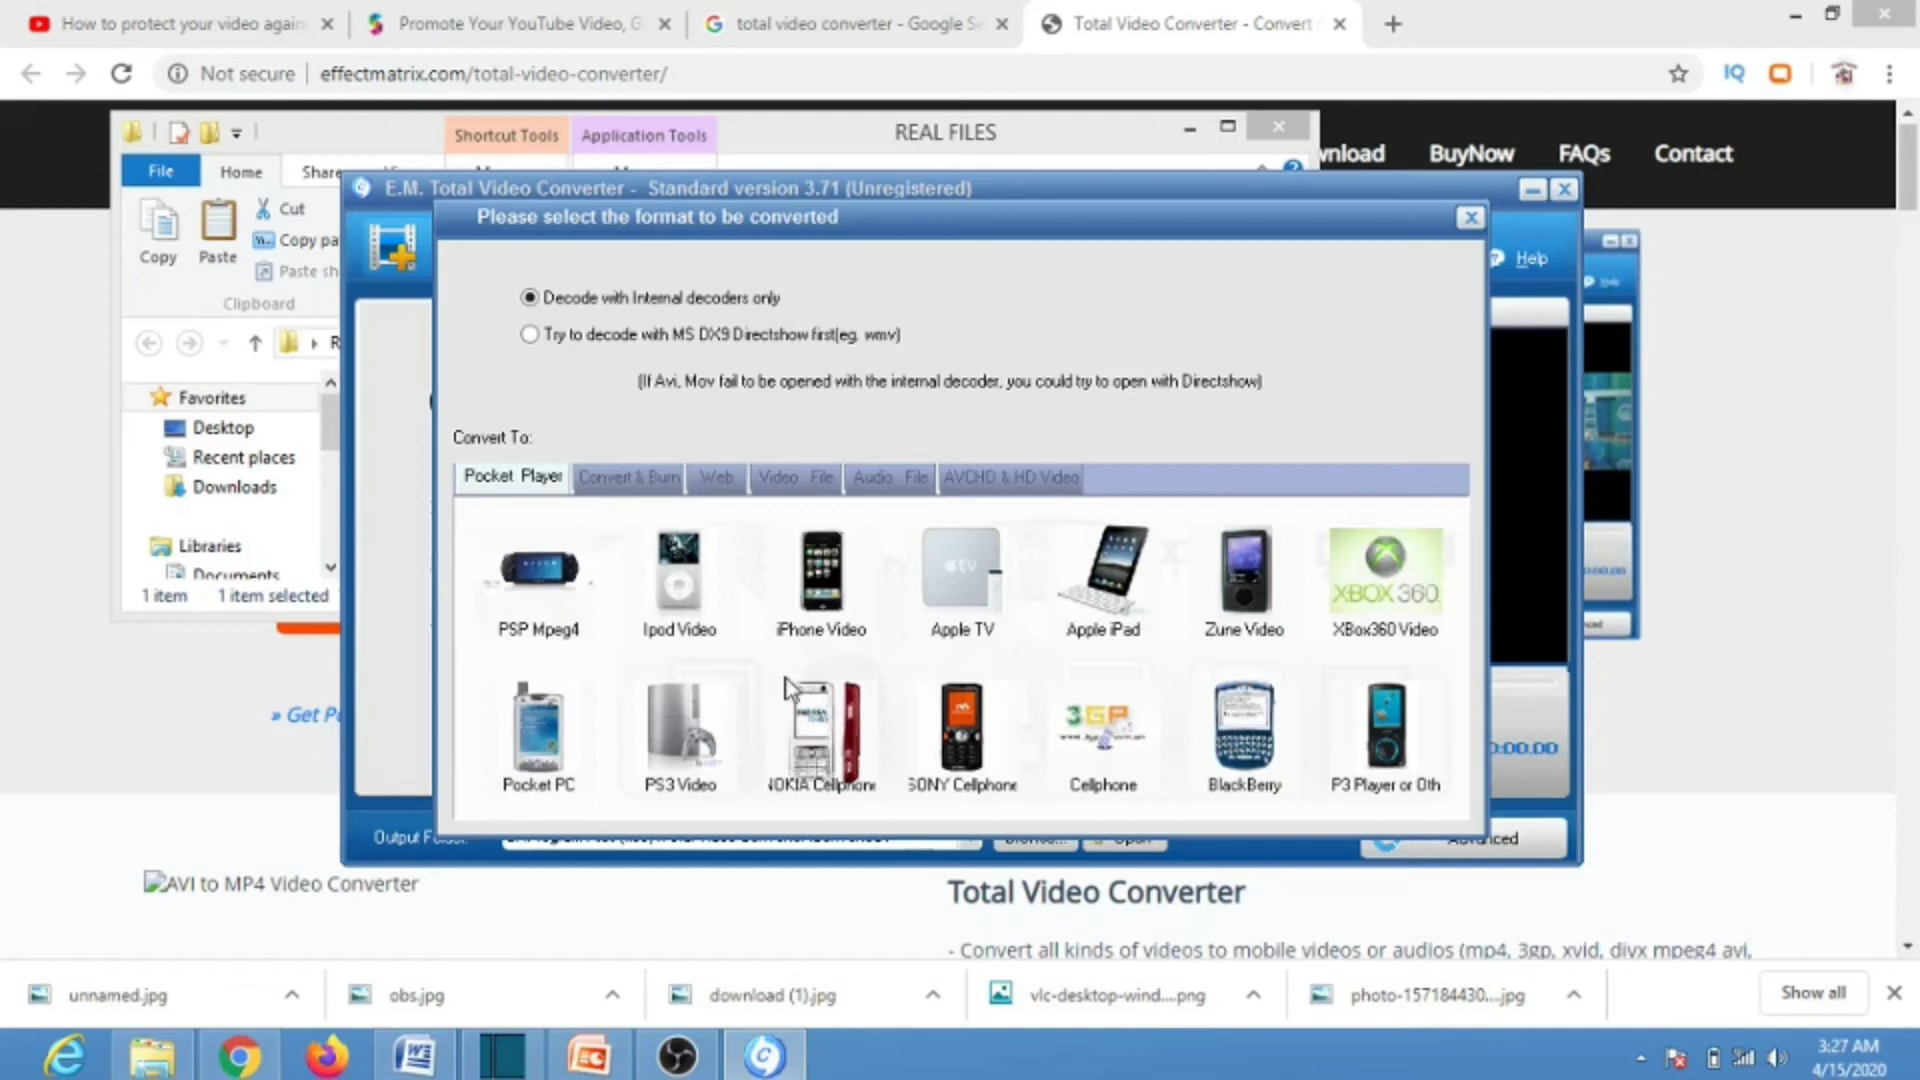 How to protect your video again
Promote Your YouTube Video, G
total video converter - Google Se
Total Video Converter - Convert
Not secure
effectmatrix.com/total-video-converter/
IQ
wnload
BuyNow
FAQs
Contact
Shortcut Tools
Application Tools
REAL FILES
File
Home
Share
E.M. Total Video Converter - Standard version 3.71 (Unregistered)
Please select the format to be converted
Help
Copy
Paste
Cut
Copy pa
Paste sh
Clipboard
Decode with Internal decoders only
Try to decode with MS DX9 Directshow first(eg. wmv)
(If Avi, Mov fail to be opened with the internal decoder, you could try to open with Directshow)
Favorites
Desktop
Recent places
Downloads
Libraries
Documents
1 item
1 item selected
Convert To:
Pocket Player
Convert & Burn
Web
Video File
Audio File
AVCHD & HD Video
XBOX 360.
PSP Mpeg4
Ipod Video
iPhone Video
Apple TV
Apple iPad
Zune Video
XBox360 Video
3GP
Pocket PC
PS3 Video
NOKIA Cellphone
SONY Cellphone
Cellphone
BlackBerry
P3 Player or Oth
» Get P
0:00.00
Output
Advanced
AVI to MP4 Video Converter
Total Video Converter
- Convert all kinds of videos to mobile videos or audios (mp4, 3gp, xvid, divx mpeg4 avi,
unnamed.jpg
obs.jpg
download (1).jpg
vlc-desktop-wind....png
photo-157184430....jpg
Show all
3:27 AM
4/15/2020